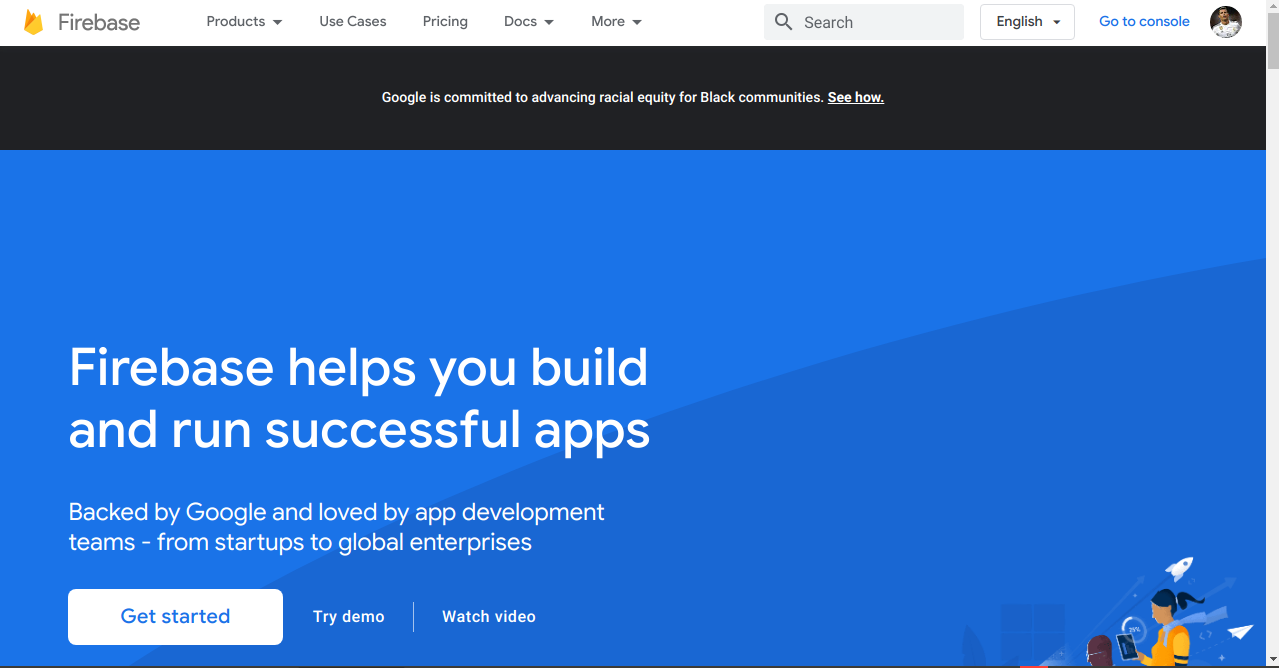 Firebase
Products
Use Cases
Pricing
Docs
More
Search
English
Go to console
Google is committed to advancing racial equity for Black communities. See how.
Firebase helps you build
and run successful apps
Backed by Google and loved by app development
teams - from startups to global enterprises
Get started
Try demo
Watch video